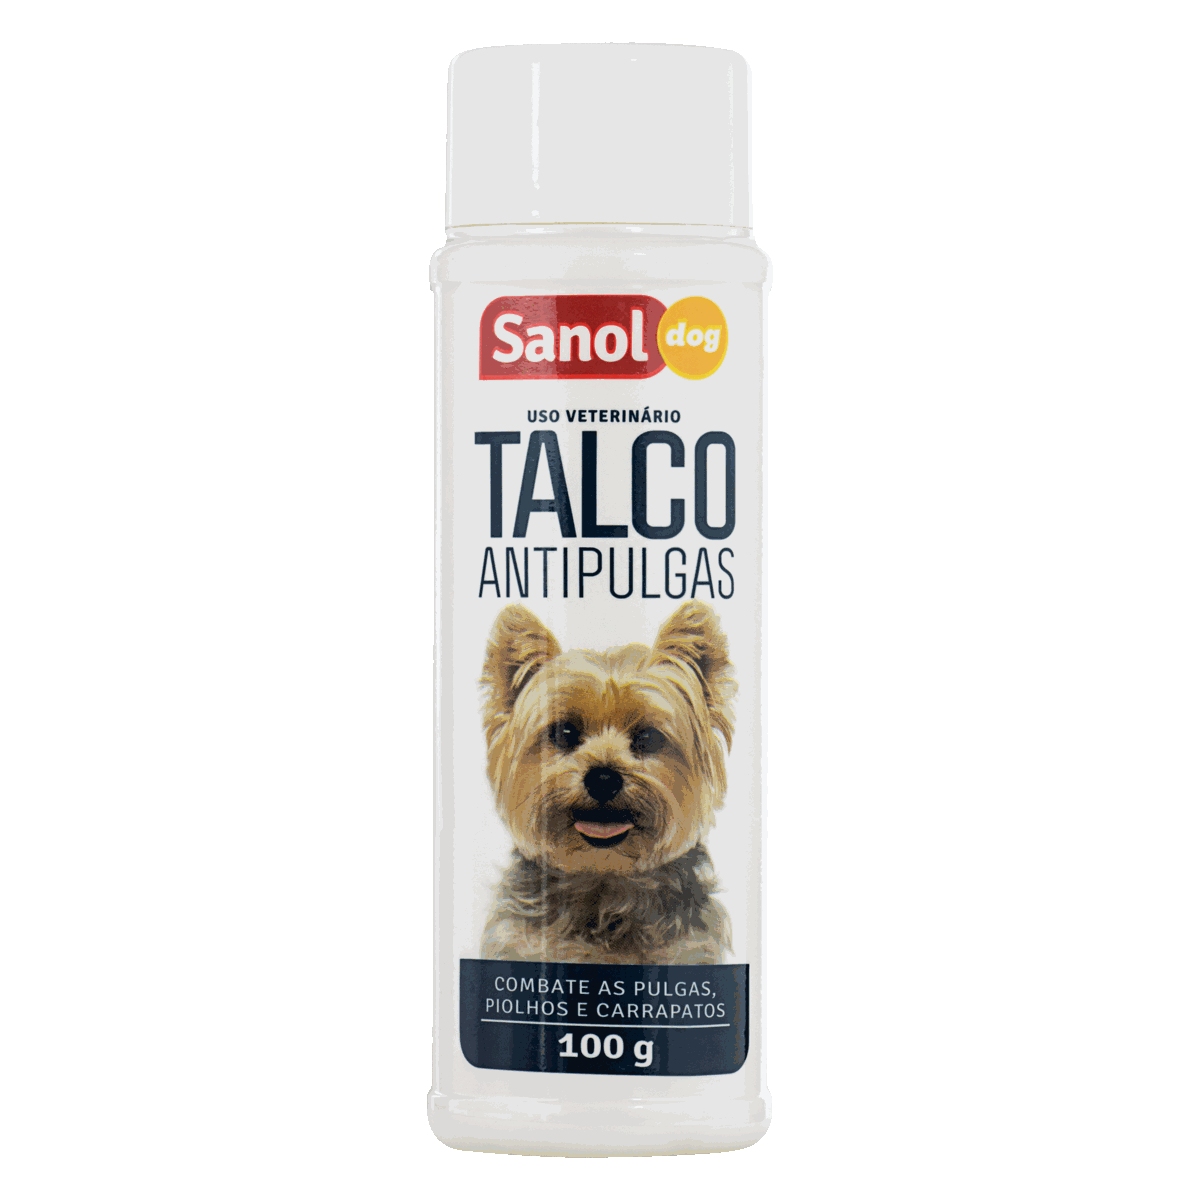 Sanol dog
USO VETERINÁRIO
TALCO
ANTIPULGAS
COMBATE AS PULGAS,
PIOLHOS E CARRAPATOS
100 g